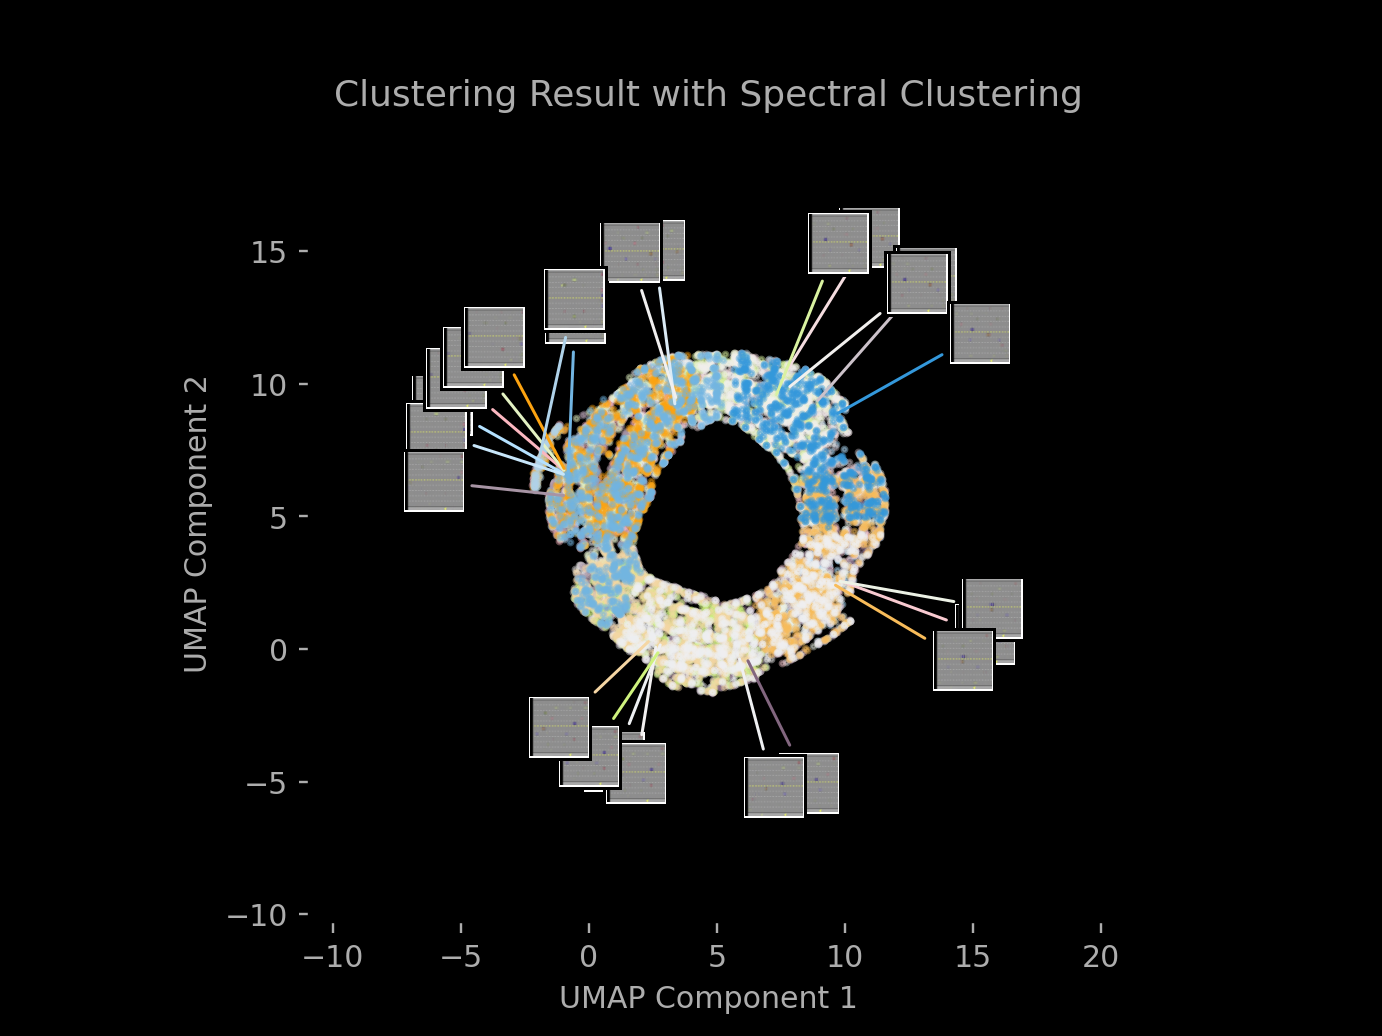 Clustering Result with Spectral Clustering
15
10
5
0
−5
−10
UMAP Component 2
−10 −5 0 5 10 15 20
UMAP Component 1